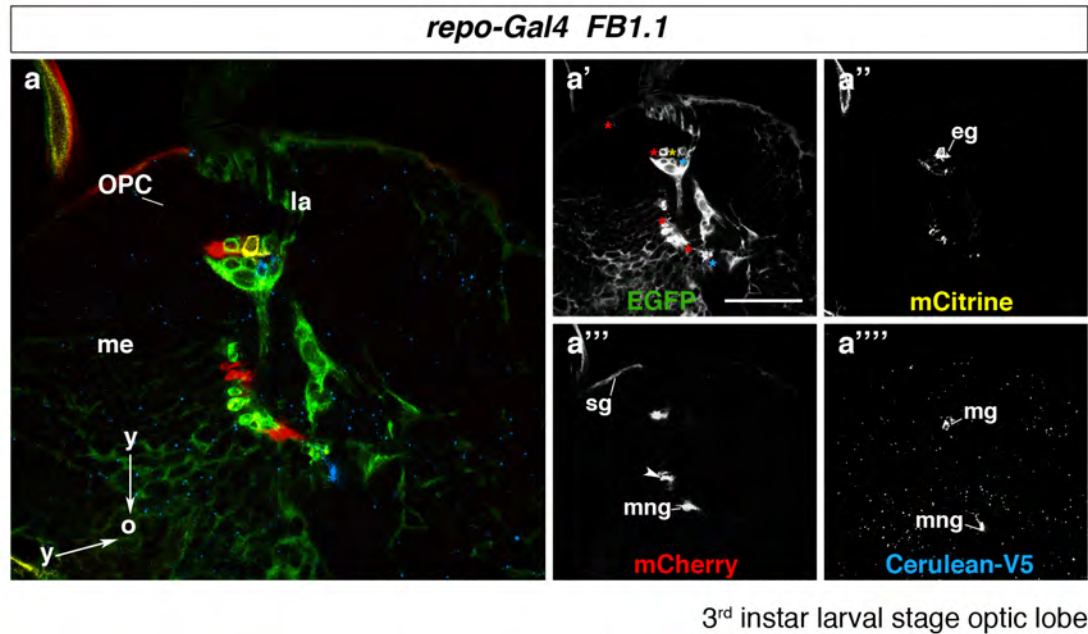 repo-Gal4 FB1.1
a
OPC
la
me
y
o
y
a'
EGFP
a''
eg
mCitrine
a'''
sg
mng
mCherry
a''''
mg
mng
Cerulean-V5
3rd instar larval stage optic lobe